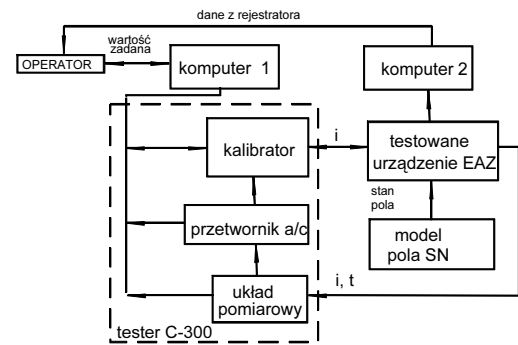 dane z rejestratora
wartość
zadana
OPERATOR
komputer 1
komputer 2
kalibrator
i
testowane
urządzenie EAZ
stan
pola
przetwornik a/c
model
pola SN
układ
pomiarowy
i, t
tester C-300